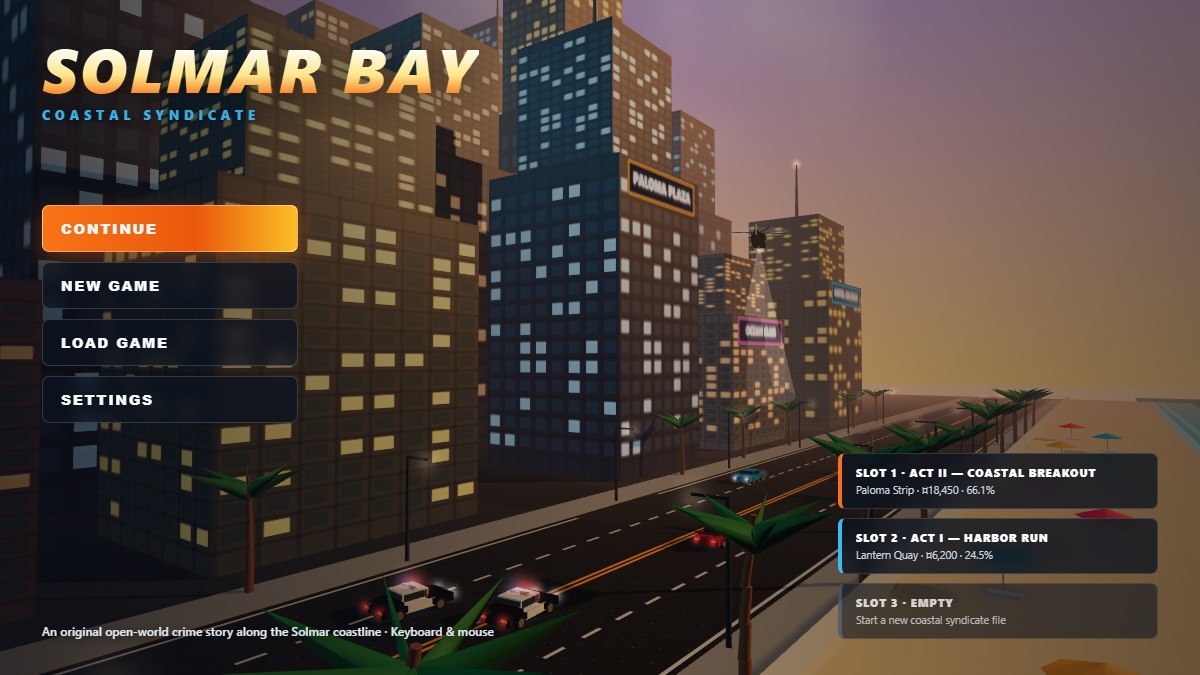 SOLMAR BAY
COASTAL SYNDICATE
CONTINUE
NEW GAME
LOAD GAME
SETTINGS
PALOMA PLAZA
OCEAN CLUB
SLOT 1 · ACT II — COASTAL BREAKOUT
Paloma Strip · ¤18,450 · 66.1%
SLOT 2 · ACT I — HARBOR RUN
Lantern Quay · ¤6,200 · 24.5%
SLOT 3 · EMPTY
Start a new coastal syndicate file
An original open-world crime story along the Solmar coastline · Keyboard & mouse